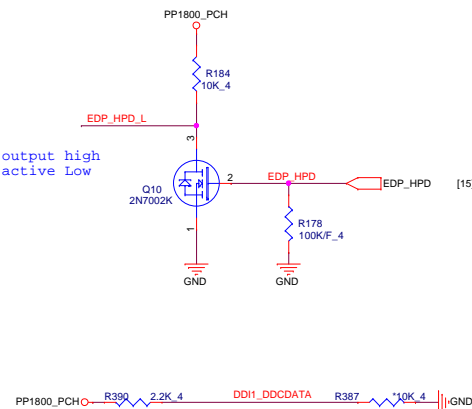 PP1800_PCH
R184
10K_4
EDP_HPD_L
3
output high
active Low
Q10
2N7002K
2
EDP_HPD
EDP_HPD
[15]
R178
100K/F_4
1
GND
GND
PP1800_PCH
R390
2.2K_4
DDI1_DDCDATA
R387
*10K_4
GND